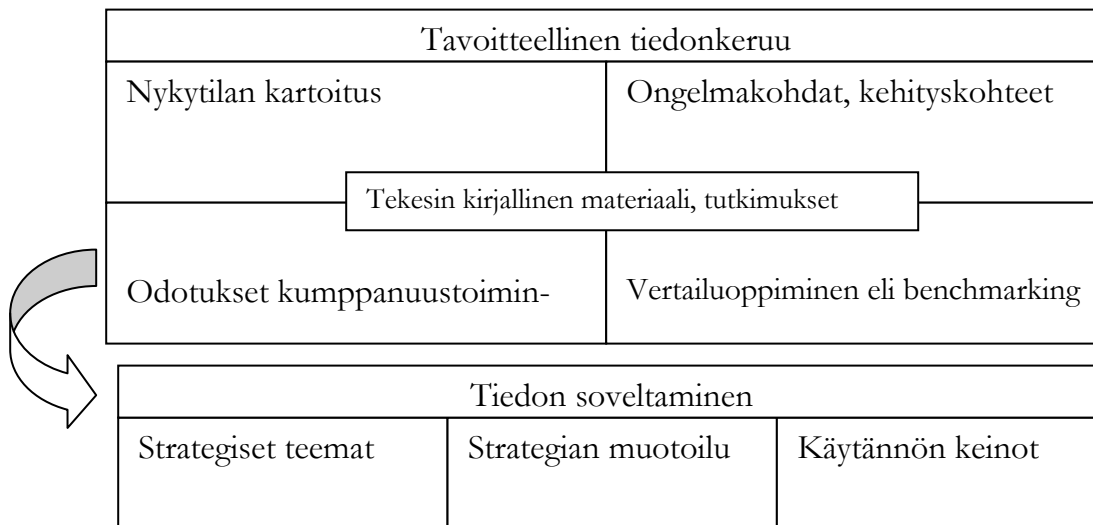 Tavoitteellinen tiedonkeruu
Nykytilan kartoitus
Ongelmakohdat, kehityskohteet
Tekesin kirjallinen materiaali, tutkimukset
Odotukset kumppanuustoimin-
Vertailuoppiminen eli benchmarking
Tiedon soveltaminen
Strategiset teemat
Strategian muotoilu
Käytännön keinot